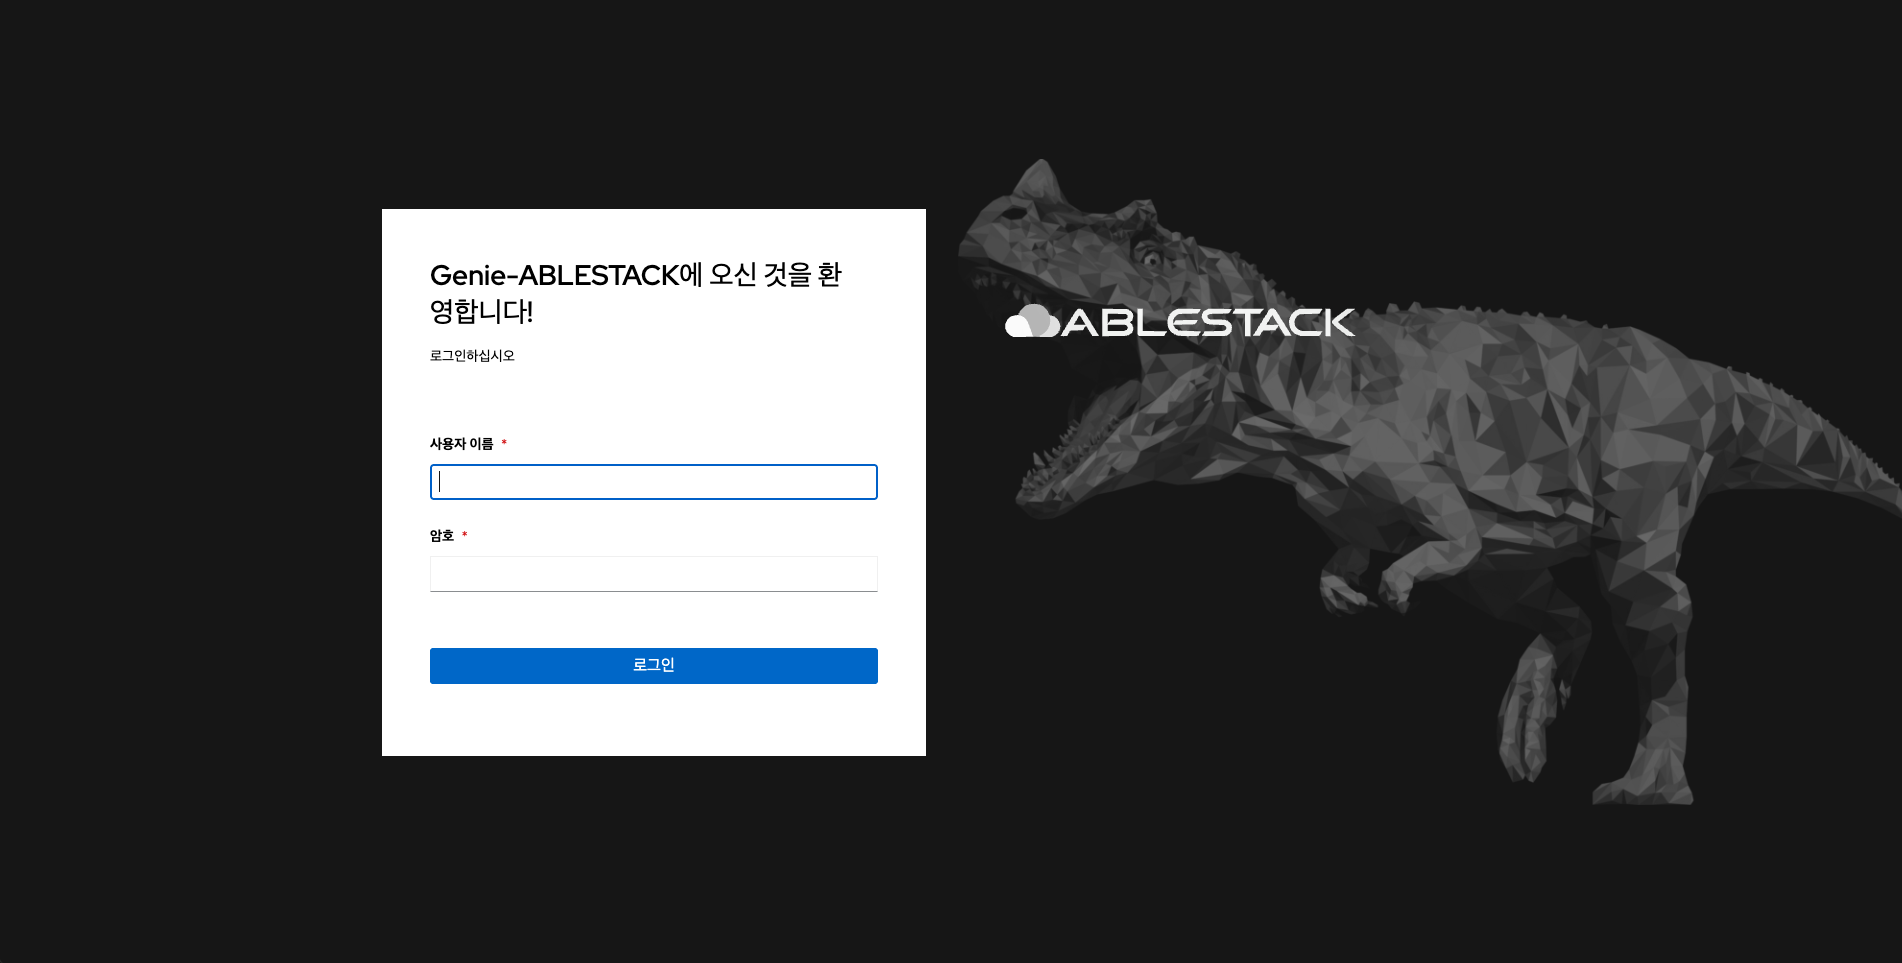 Genie-ABLESTACK에 오신 것을 환
영합니다!
로그인하십시오
사용자 이름 *
암호 *
로그인
ABLESTACK